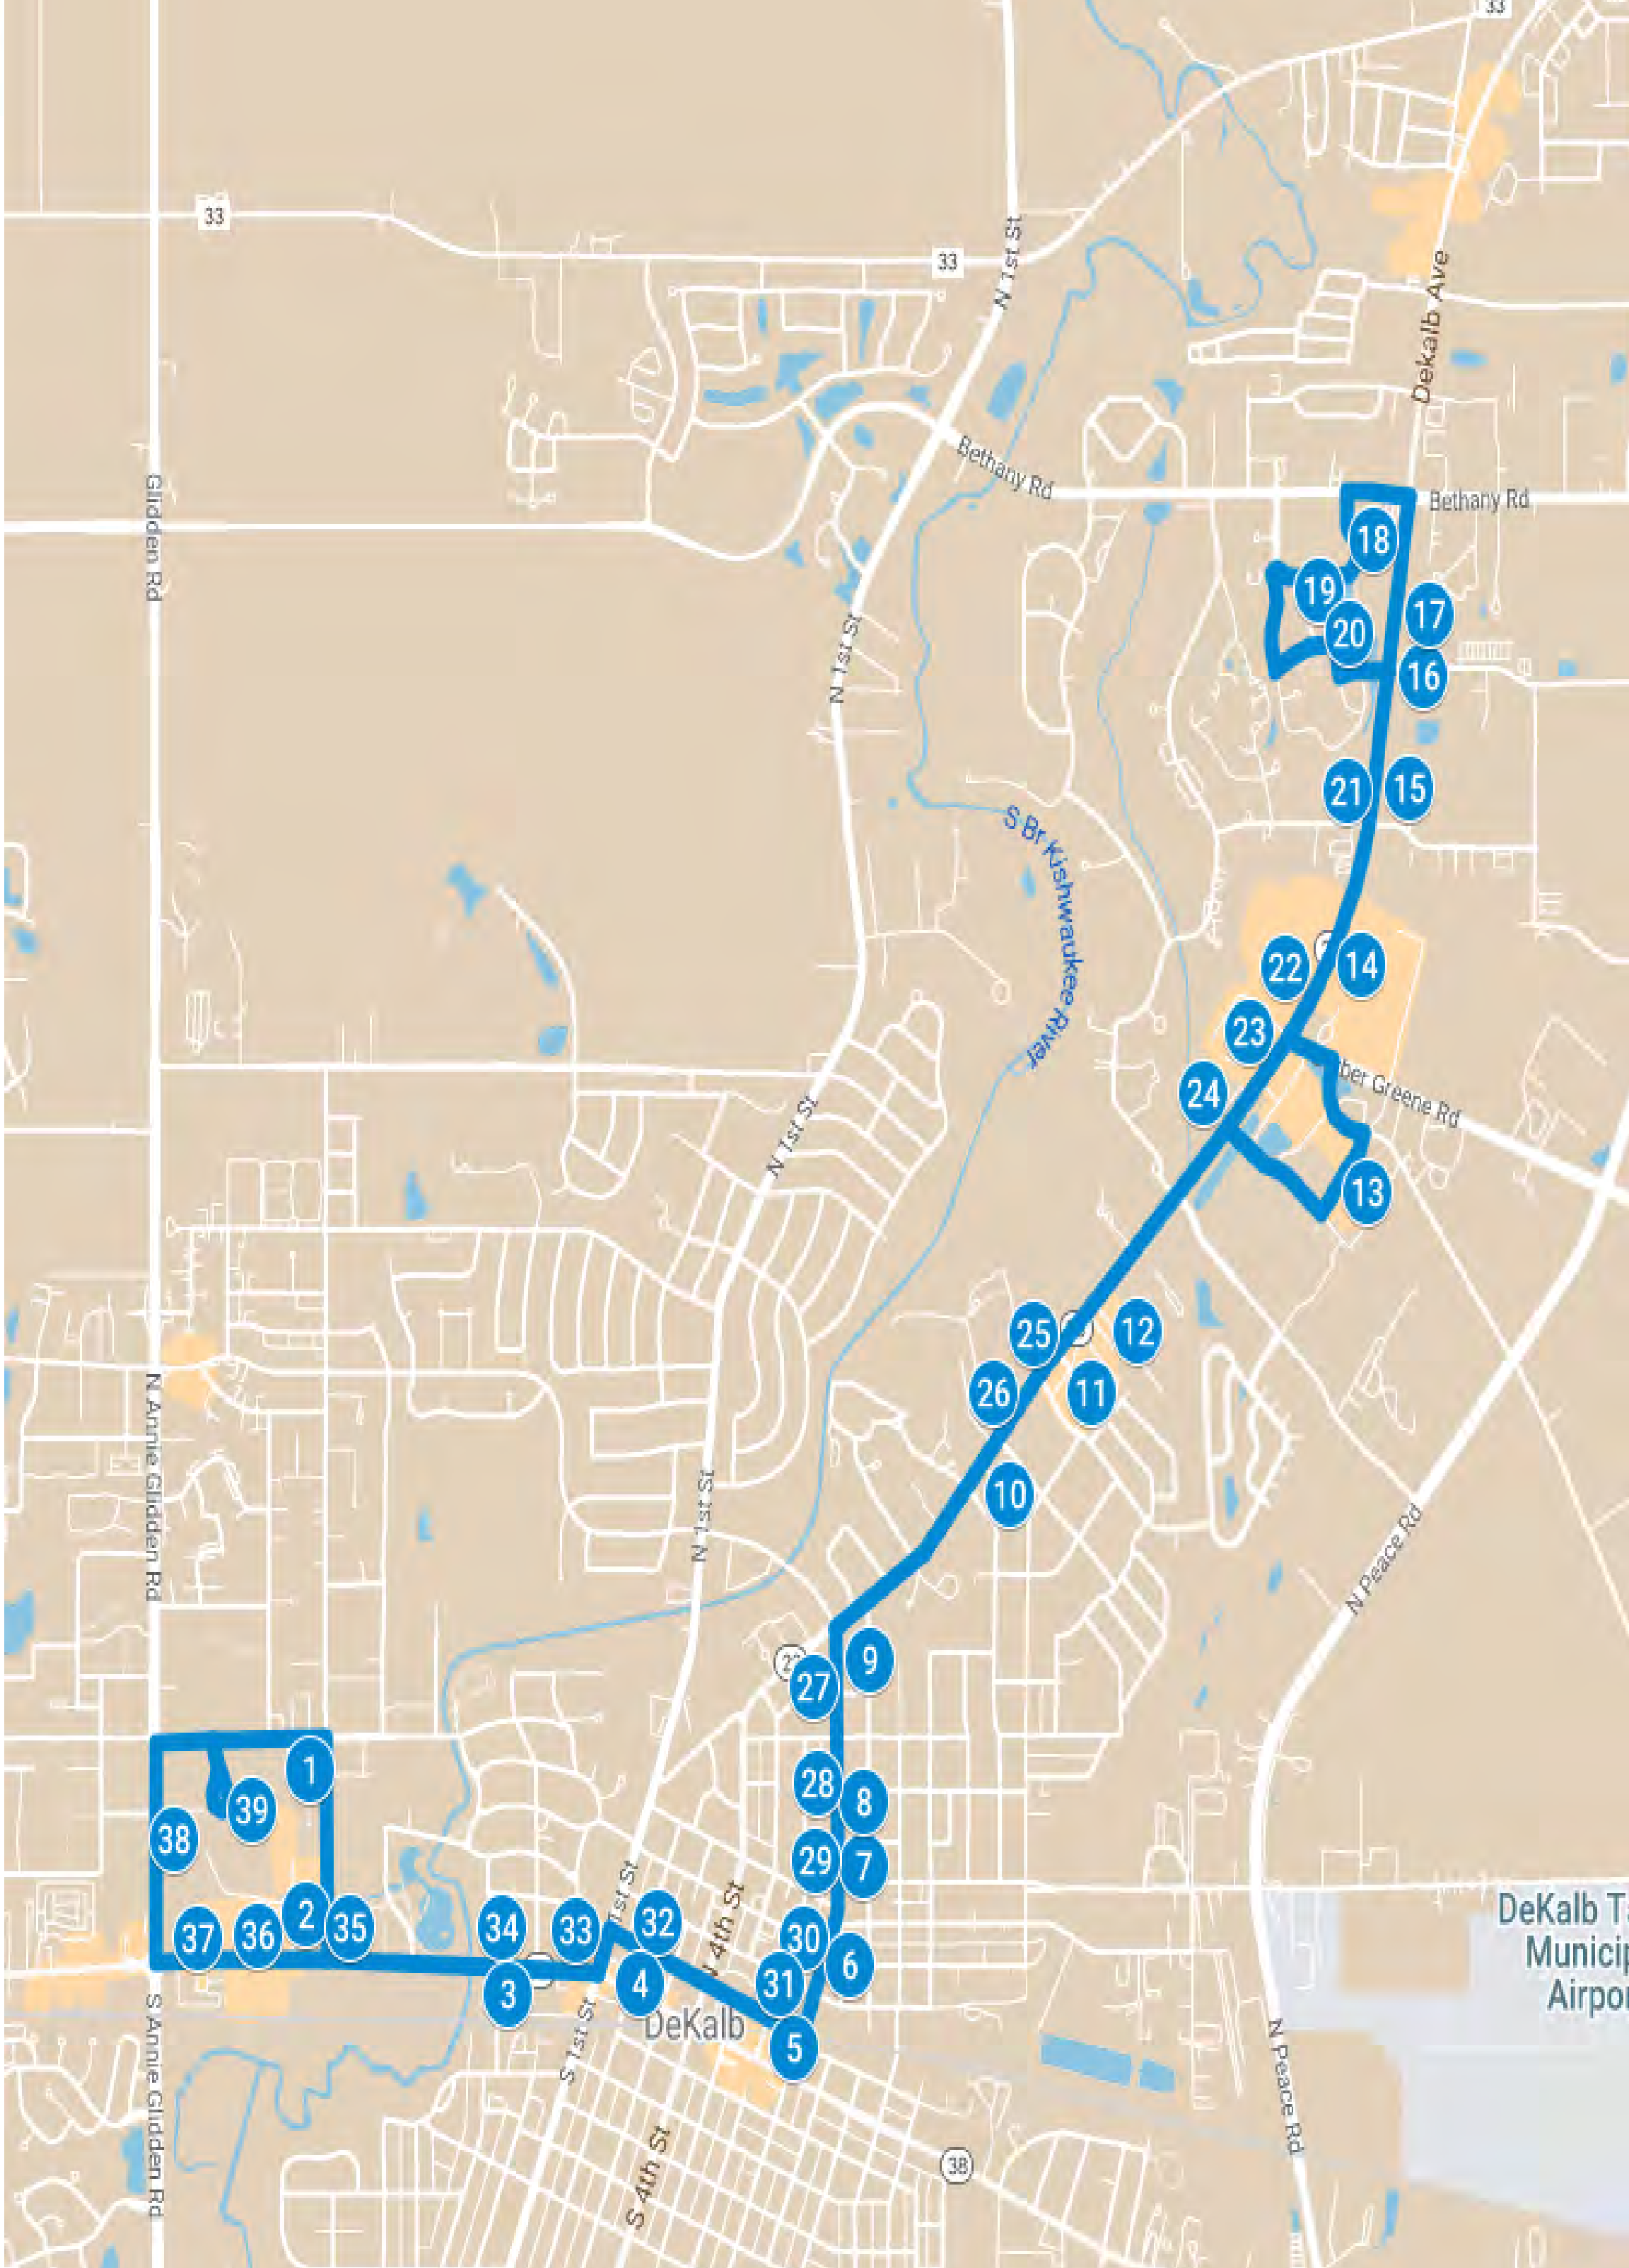 33
33
33
N 1st St
Dekalb Ave
Bethany Rd
Bethany Rd
Glidden Rd
18
19
17
20
16
N 1st St
21
15
S Br Kishwaukee River
22
14
23
ber Greene Rd
24
N 1st St
13
25
12
26
11
N Annie Glidden Rd
10
N 1st St
N Peace Rd
9
27
1
28
39
8
38
29
7
1st St
N 4th St
2
35
34
33
32
37
36
30
6
31
3
4
DeKalb Ta
Municip
Airpor
DeKalb
5
S 1st St
S Annie Glidden Rd
N Peace Rd
S 4th St
38